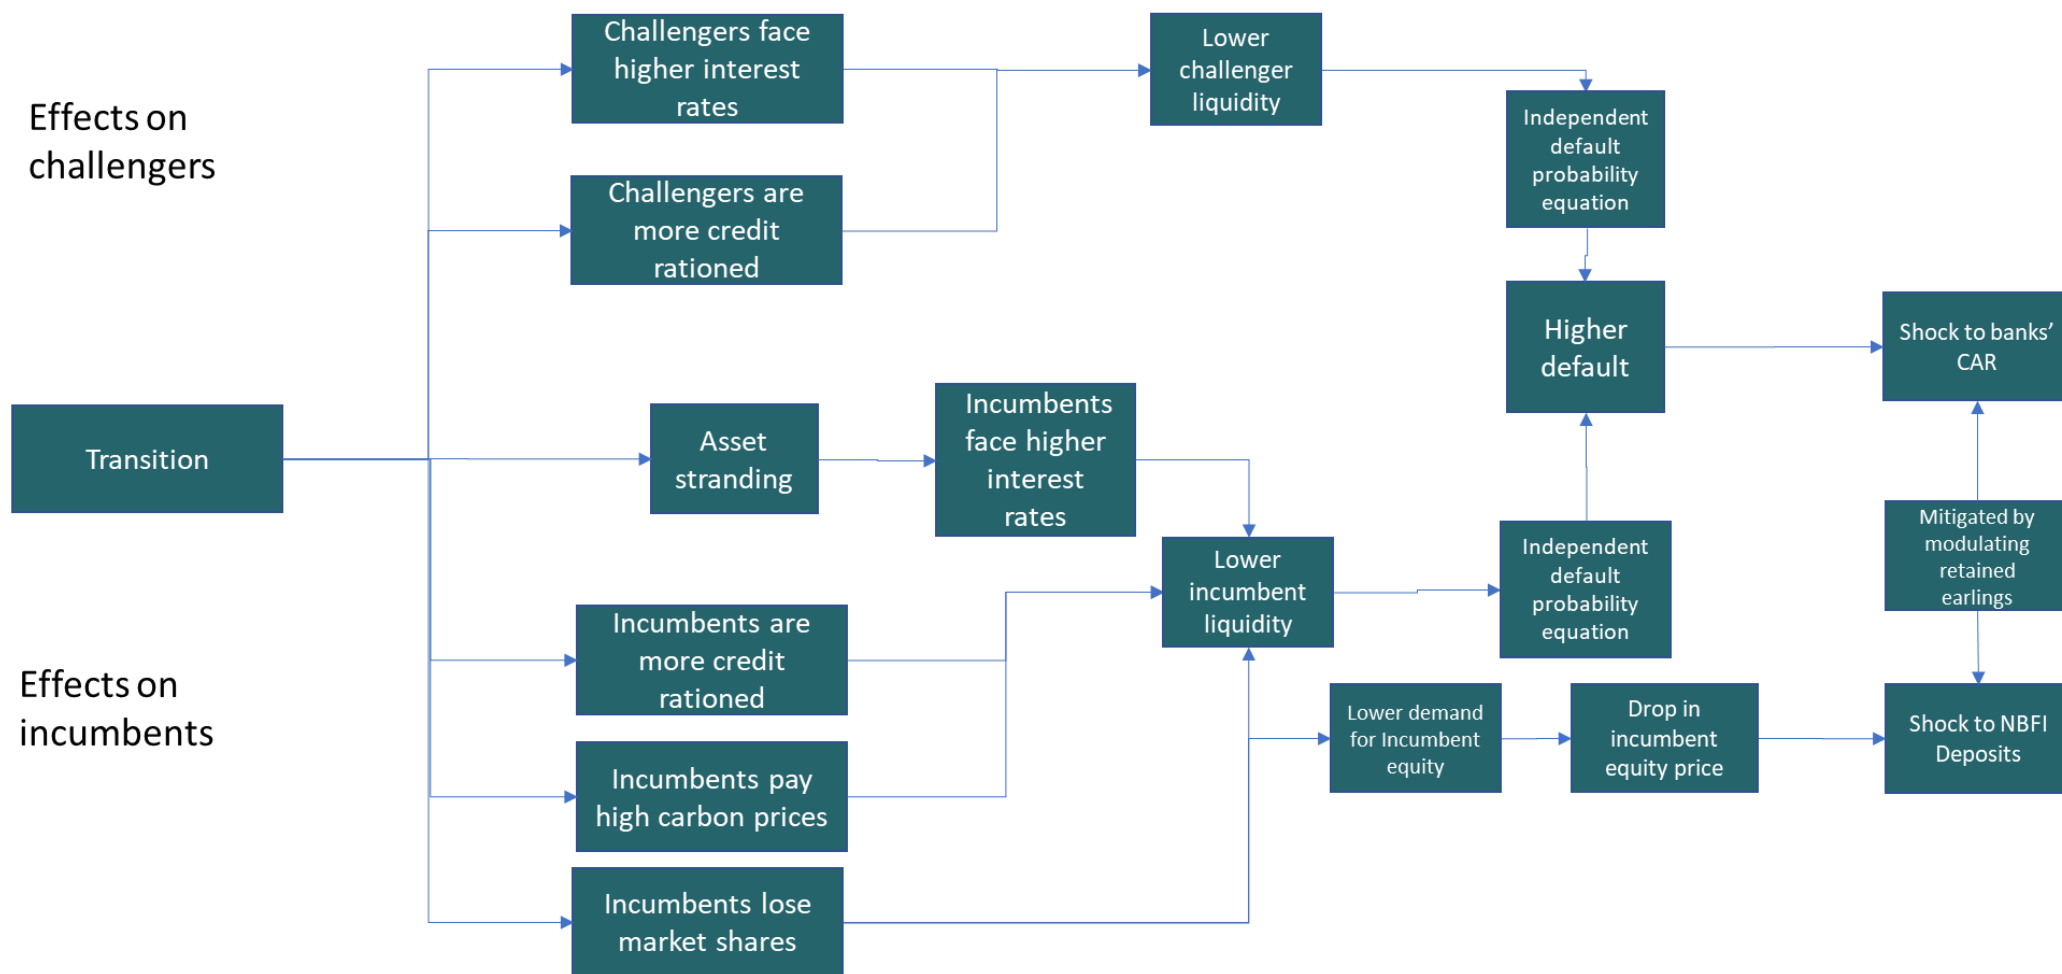 Effects on
challengers
Challengers face
higher interest
rates
Lower
challenger
liquidity
Independent
default
probability
equation
Challengers are
more credit
rationed
Higher
default
Shock to banks’
CAR
Transition
Asset
stranding
Incumbents
face higher
interest
rates
Lower
incumbent
liquidity
Independent
default
probability
equation
Mitigated by
modulating
retained
earlings
Effects on
incumbents
Incumbents are
more credit
rationed
Lower demand
for Incumbent
equity
Drop in
incumbent
equity price
Shock to NBFI
Deposits
Incumbents pay
high carbon prices
Incumbents lose
market shares